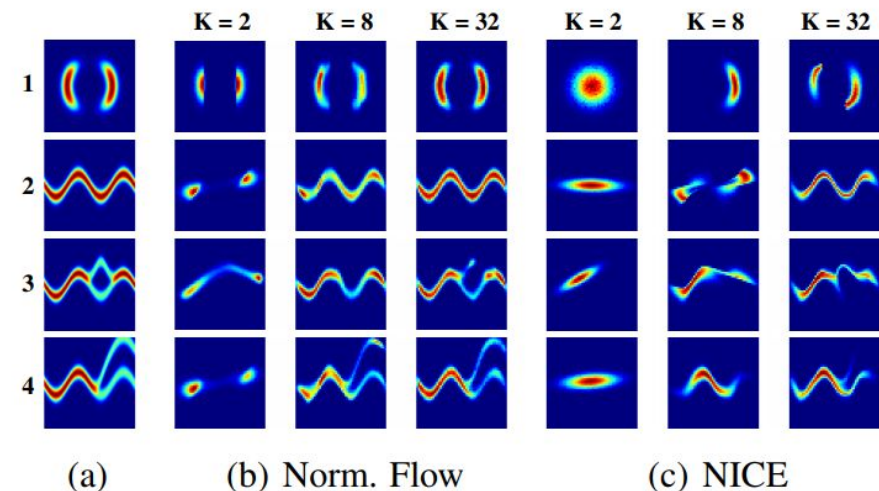 K = 2 K = 8 K = 32 K = 2 K = 8 K = 32
1
2
3
4
(a) (b) Norm. Flow (c) NICE